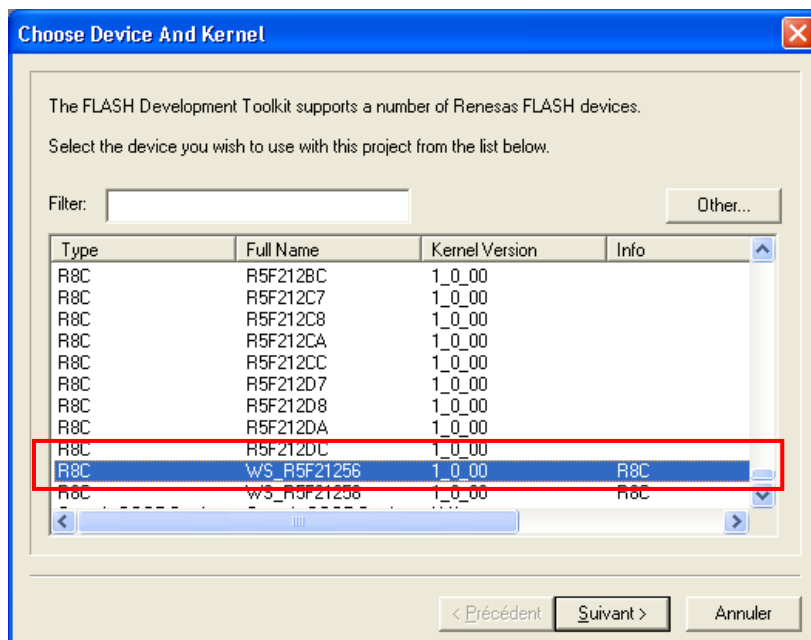 Choose Device And Kernel
The FLASH Development Toolkit supports a number of Renesas FLASH devices.
Select the device you wish to use with this project from the list below.
Filter: Other...
Type Full Name Kernel Version Info
R8C R5F212BC 1_0_00
R8C R5F212C7 1_0_00
R8C R5F212C8 1_0_00
R8C R5F212CA 1_0_00
R8C R5F212CC 1_0_00
R8C R5F212D7 1_0_00
R8C R5F212D8 1_0_00
R8C R5F212DA 1_0_00
R8C R5F212DC 1_0_00
R8C WS_R5F21256 1_0_00 R8C
R8C WS_R5F21258 1_0_00 R8C
< Précédent Suivant > Annuler